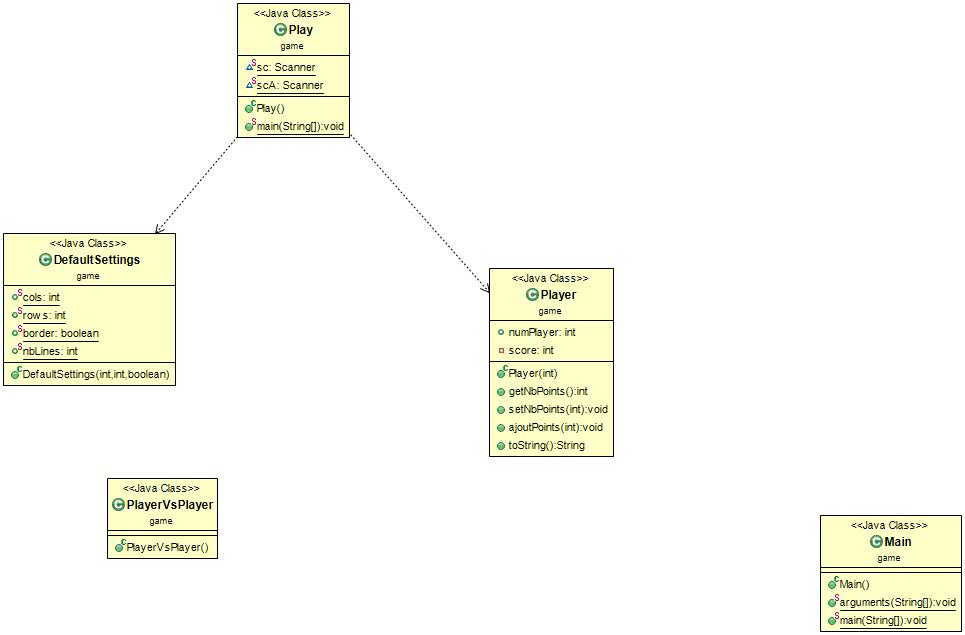 <<Java Class>>
Play
game
sc: Scanner
scA: Scanner
Play()
main(String[]):void
<<Java Class>>
DefaultSettings
game
cols: int
rows: int
border: boolean
nbLines: int
DefaultSettings(int,int,boolean)
<<Java Class>>
Player
game
numPlayer: int
score: int
Player(int)
getNbPoints():int
setNbPoints(int):void
ajoutPoints(int):void
toString():String
<<Java Class>>
PlayerVsPlayer
game
PlayerVsPlayer()
<<Java Class>>
Main
game
Main()
arguments(String[]):void
main(String[]):void